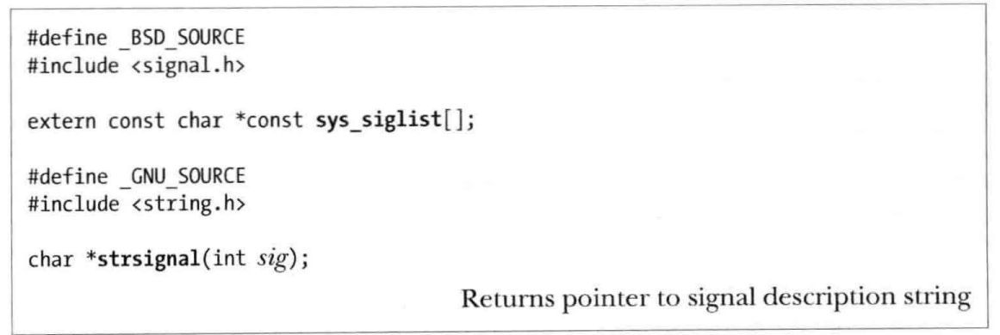 #define _BSD_SOURCE
#include <signal.h>
extern const char *const sys_siglist[];
#define _GNU_SOURCE
#include <string.h>
char *strsignal(int sig);
Returns pointer to signal description string